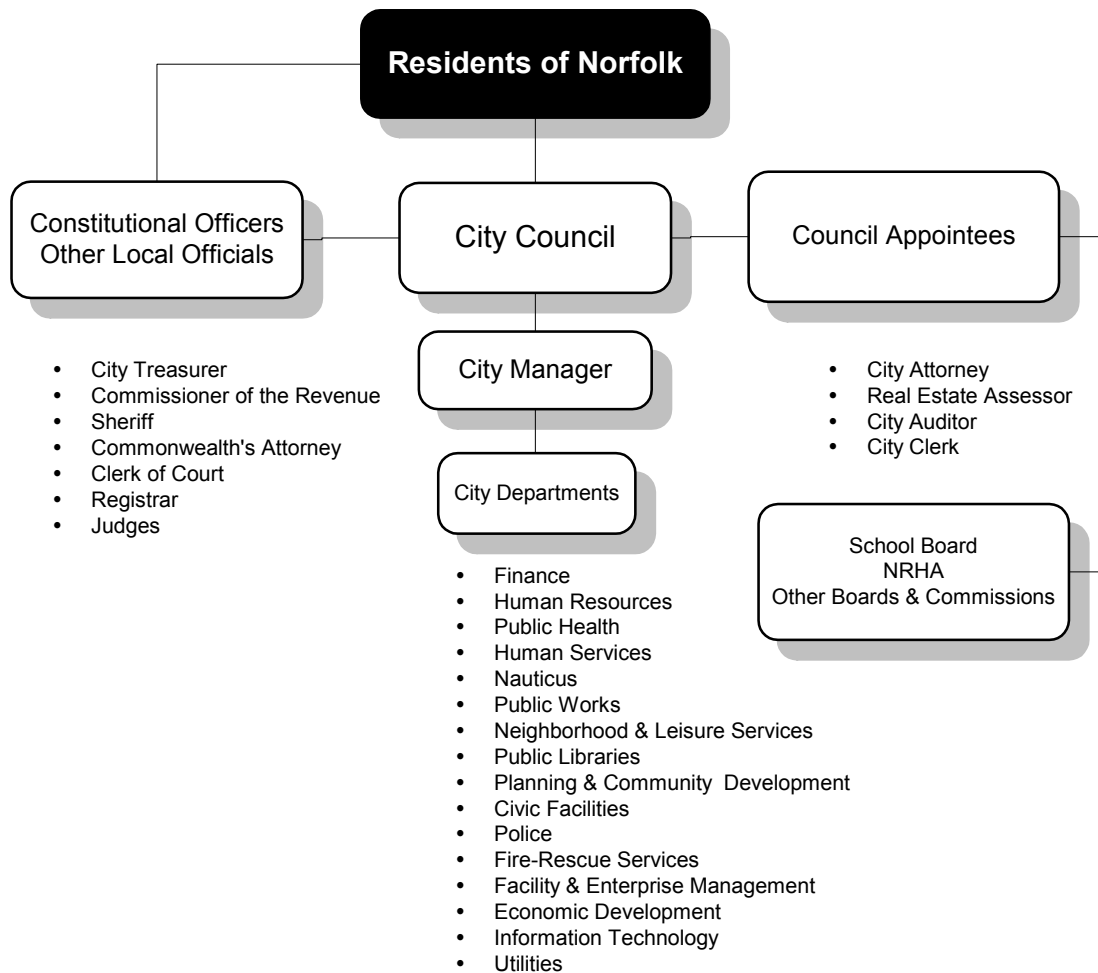 Residents of Norfolk
Constitutional Officers
Other Local Officials
City Council
Council Appointees
City Manager
• City Treasurer
• Commissioner of the Revenue
• Sheriff
• Commonwealth's Attorney
• Clerk of Court
• Registrar
• Judges
• City Attorney
• Real Estate Assessor
• City Auditor
• City Clerk
City Departments
School Board
NRHA
Other Boards & Commissions
• Finance
• Human Resources
• Public Health
• Human Services
• Nauticus
• Public Works
• Neighborhood & Leisure Services
• Public Libraries
• Planning & Community Development
• Civic Facilities
• Police
• Fire-Rescue Services
• Facility & Enterprise Management
• Economic Development
• Information Technology
• Utilities